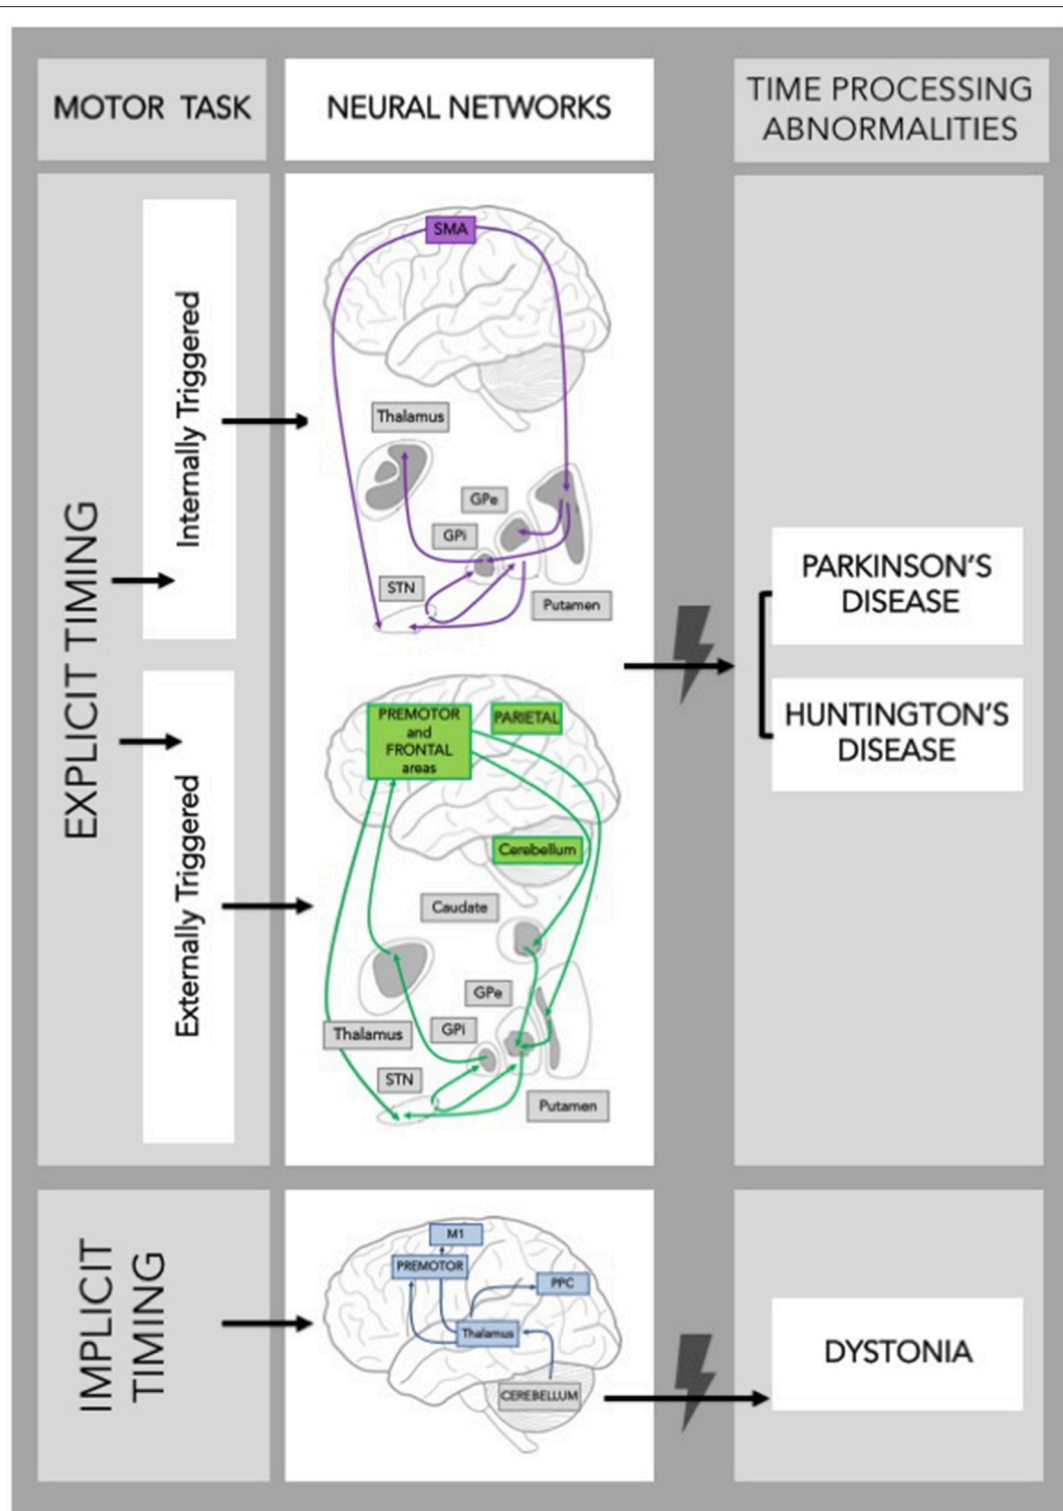 MOTOR TASK
NEURAL NETWORKS
TIME PROCESSING
ABNORMALITIES
EXPLICIT TIMING
Internally Triggered
SMA
Thalamus
GPe
GPi
STN
Putamen
Externally Triggered
PREMOTOR
and
FRONTAL
areas
PARIETAL
Cerebellum
Caudate
GPe
GPi
Thalamus
STN
Putamen
PARKINSON'S
DISEASE
HUNTINGTON'S
DISEASE
IMPLICIT
TIMING
M1
PREMOTOR
PPC
Thalamus
CEREBELLUM
DYSTONIA